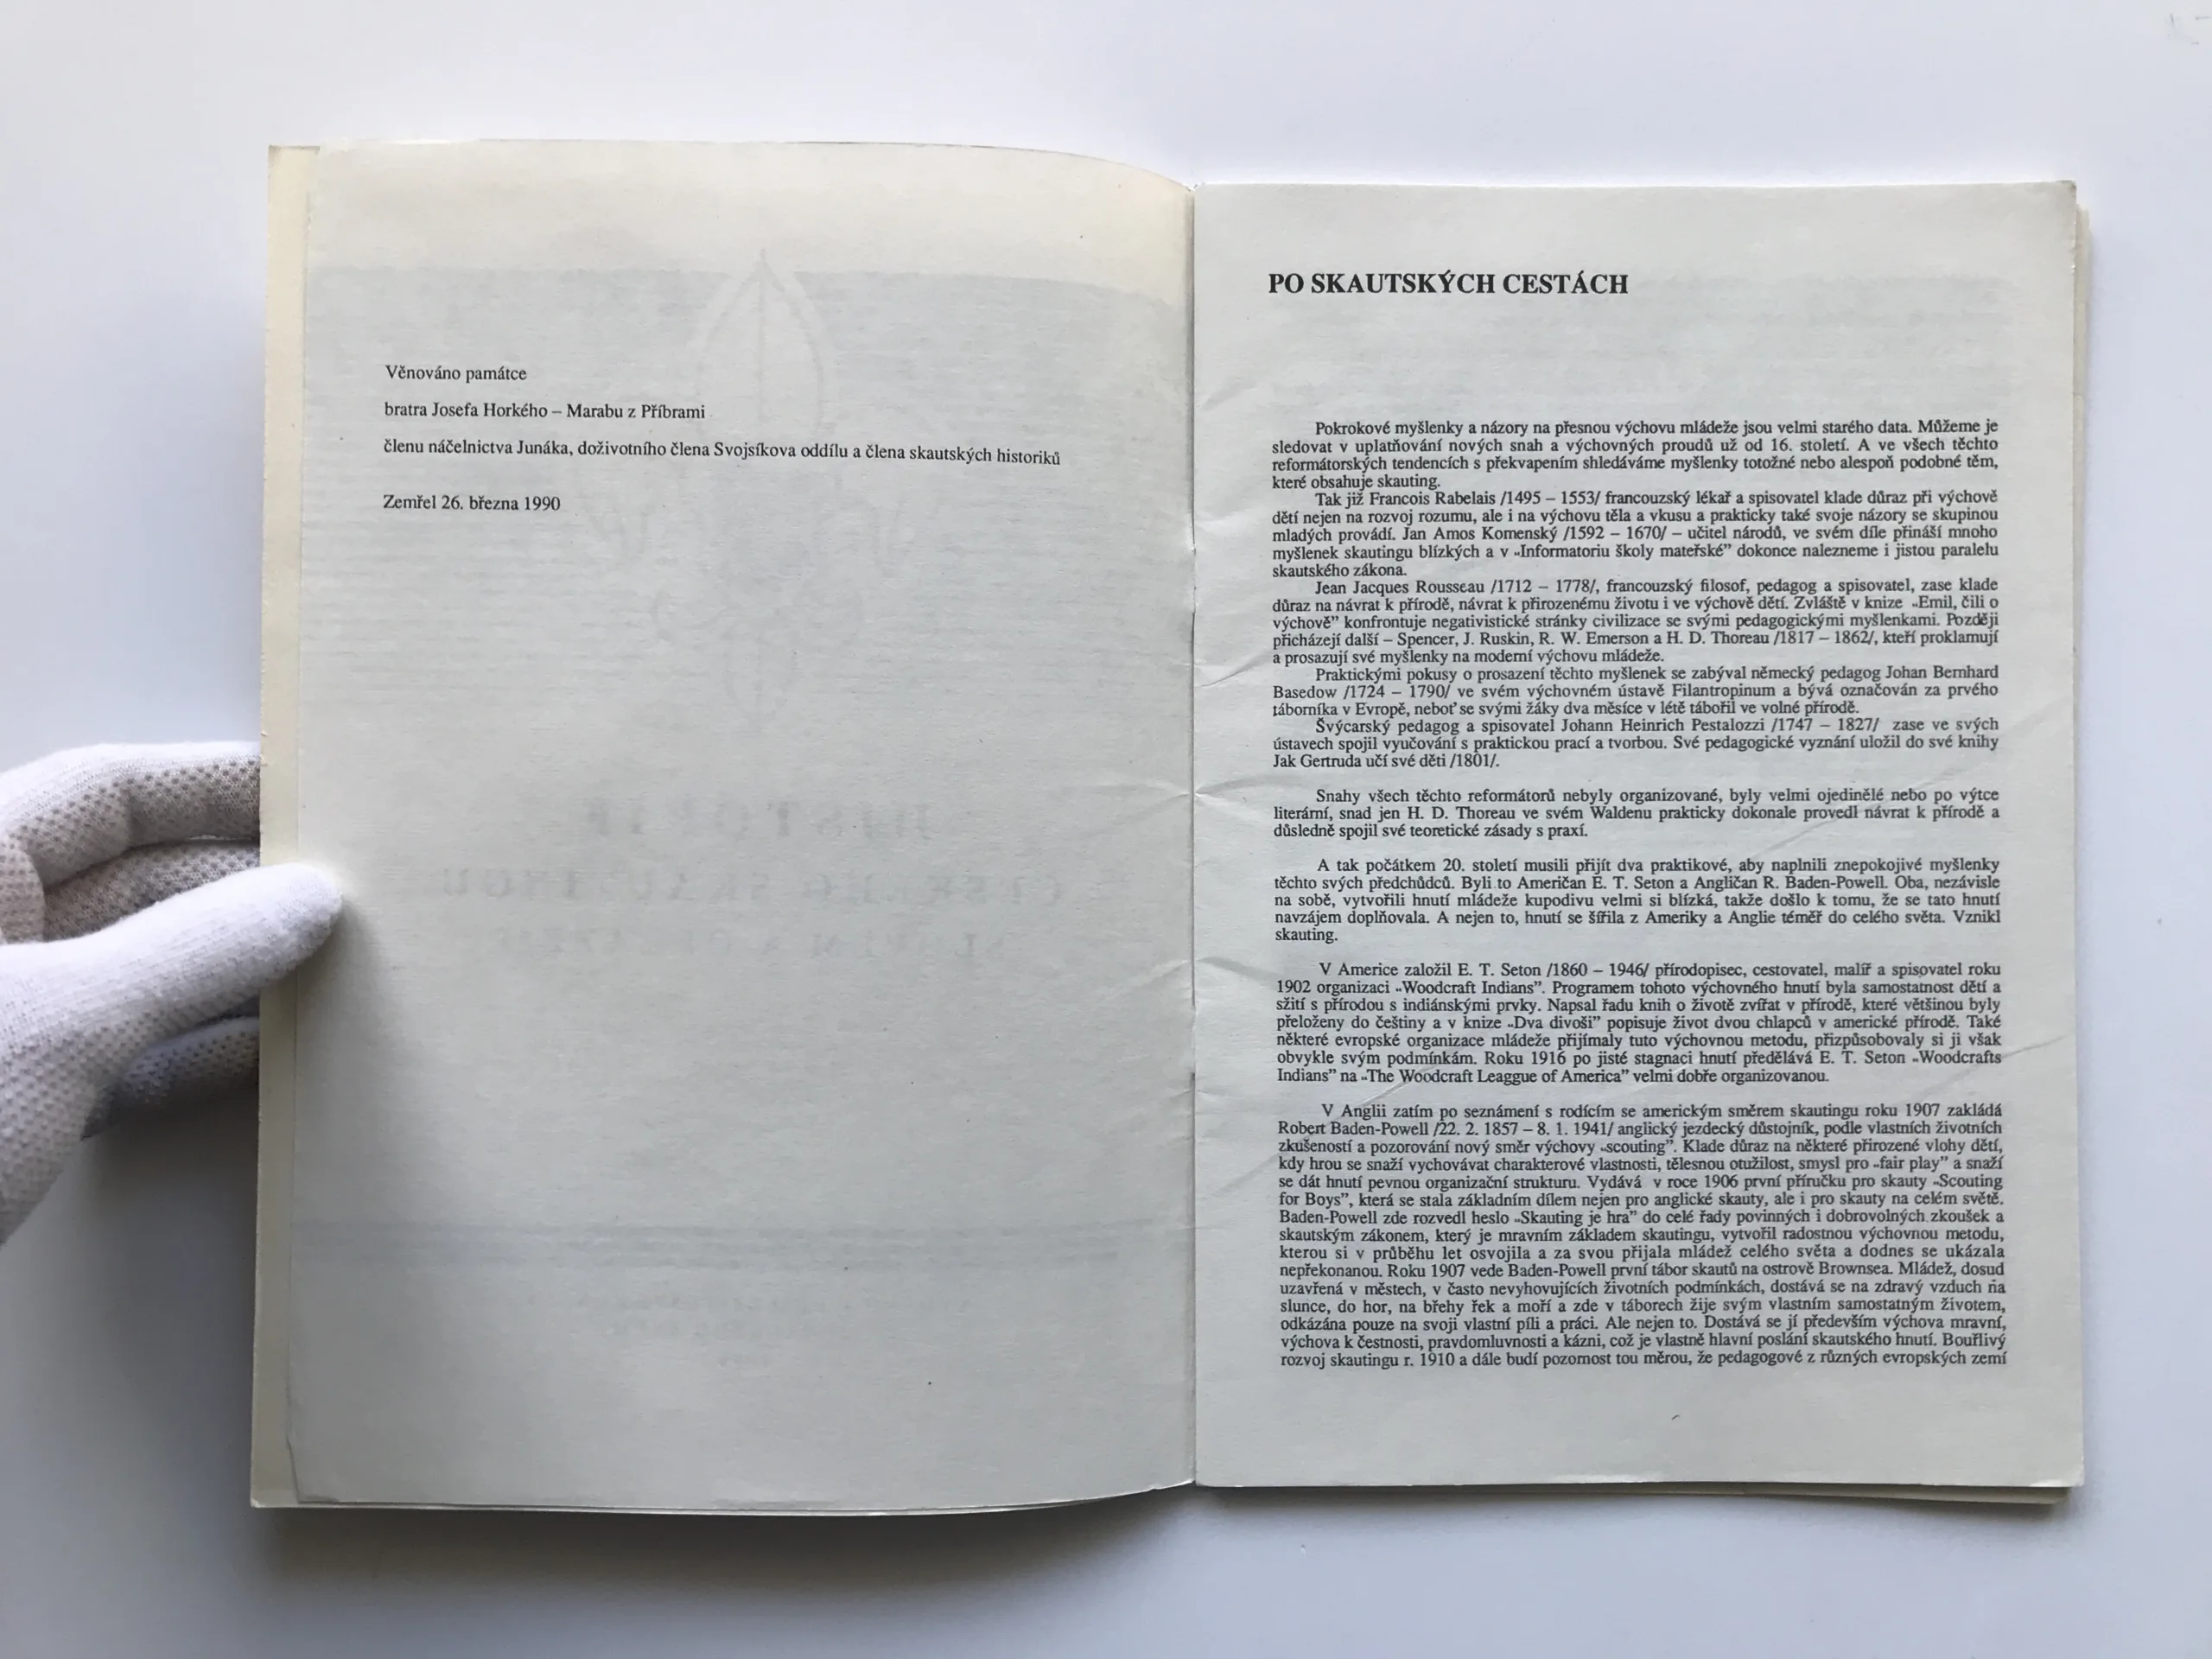 Věnováno památce
bratra Josefa Horkého – Marabu z Příbrami
členu náčelnictva Junáka, doživotního člena Svojsíkova oddílu a člena skautských historiků
Zemřel 26. března 1990
PO SKAUTSKÝCH CESTÁCH
Pokrokové myšlenky a názory na přesnou výchovu mládeže jsou velmi starého data. Můžeme je
sledovat v uplatňování nových snah a výchovných proudů už od 16. století. A ve všech těchto
reformátorských tendencích s překvapením shledáváme myšlenky totožné nebo alespoň podobné těm,
které obsahuje skauting.
Tak již Francois Rabelais /1495 – 1553/ francouzský lékař a spisovatel klade důraz při výchově
dětí nejen na rozvoj rozumu, ale i na výchovu těla a vkusu a prakticky také svoje názory se skupinou
mladých provádí. Jan Amos Komenský /1592 – 1670/ – učitel národů, ve svém díle přináší mnoho
myšlenek skautingu blízkých a v „Informatoriu školy mateřské” dokonce nalezneme i jistou paralelu
skautského zákona.
Jean Jacques Rousseau /1712 – 1778/, francouzský filosof, pedagog a spisovatel, zase klade
důraz na návrat k přírodě, návrat k přirozenému životu i ve výchově dětí. Zvláště v knize „Emil, čili o
výchově” konfrontuje negativistické stránky civilizace se svými pedagogickými myšlenkami. Později
přicházejí další – Spencer, J. Ruskin, R. W. Emerson a H. D. Thoreau /1817 – 1862/, kteří proklamují
a prosazují své myšlenky na moderní výchovu mládeže.
Praktickými pokusy o prosazení těchto myšlenek se zabýval německý pedagog Johan Bernhard
Basedow /1724 – 1790/ ve svém výchovném ústavě Filantropinum a bývá označován za prvého
táborníka v Evropě, neboť se svými žáky dva měsíce v létě tábořil ve volné přírodě.
Švýcarský pedagog a spisovatel Johann Heinrich Pestalozzi /1747 – 1827/ zase ve svých
ústavech spojil vyučování s praktickou prací a tvorbou. Své pedagogické vyznání uložil do své knihy
Jak Gertruda učí své děti /1801/.
Snahy všech těchto reformátorů nebyly organizované, byly velmi ojedinělé nebo po výtce
literární, snad jen H. D. Thoreau ve svém Waldenu prakticky dokonale provedl návrat k přírodě a
důsledně spojil své teoretické zásady s praxí.
A tak počátkem 20. století musili přijít dva praktikové, aby naplnili znepokojivé myšlenky
těchto svých předchůdců. Byli to Američan E. T. Seton a Angličan R. Baden-Powell. Oba, nezávisle
na sobě, vytvořili hnutí mládeže kupodivu velmi si blízká, takže došlo k tomu, že se tato hnutí
navzájem doplňovala. A nejen to, hnutí se šířila z Ameriky a Anglie téměř do celého světa. Vznikl
skauting.
V Americe založil E. T. Seton /1860 – 1946/ přírodopisec, cestovatel, malíř a spisovatel roku
1902 organizaci „Woodcraft Indians”. Programem tohoto výchovného hnutí byla samostatnost dětí a
sžití s přírodou s indiánskými prvky. Napsal řadu knih o životě zvířat v přírodě, které většinou byly
přeloženy do češtiny a v knize „Dva divoši” popisuje život dvou chlapců v americké přírodě. Také
některé evropské organizace mládeže přijímaly tuto výchovnou metodu, přizpůsobovaly si ji však
obvykle svým podmínkám. Roku 1916 po jisté stagnaci hnutí předělává E. T. Seton „Woodcrafts
Indians” na „The Woodcraft Leaggue of America” velmi dobře organizovanou.
V Anglii zatím po seznámení s rodícím se americkým směrem skautingu roku 1907 zakládá
Robert Baden-Powell /22. 2. 1857 – 8. 1. 1941/ anglický jezdecký důstojník, podle vlastních životních
zkušeností a pozorování nový směr výchovy „scouting”. Klade důraz na některé přirozené vlohy dětí,
kdy hrou se snaží vychovávat charakterové vlastnosti, tělesnou otužilost, smysl pro „fair play” a snaží
se dát hnutí pevnou organizační strukturu. Vydává v roce 1906 první příručku pro skauty „Scouting
for Boys”, která se stala základním dílem nejen pro anglické skauty, ale i pro skauty na celém světě.
Baden-Powell zde rozvedl heslo „Skauting je hra” do celé řady povinných i dobrovolných zkoušek a
skautským zákonem, který je mravním základem skautingu, vytvořil radostnou výchovnou metodu,
kterou si v průběhu let osvojila a za svou přijala mládež celého světa a dodnes se ukázala
nepřekonanou. Roku 1907 vede Baden-Powell první tábor skautů na ostrově Brownsea. Mládež, dosud
uzavřená v městech, v často nevyhovujících životních podmínkách, dostává se na zdravý vzduch na
slunce, do hor, na břehy řek a moří a zde v táborech žije svým vlastním samostatným životem,
odkázána pouze na svoji vlastní píli a práci. Ale nejen to. Dostává se jí především výchova mravní,
výchova k čestnosti, pravdomluvnosti a kázni, což je vlastně hlavní poslání skautského hnutí. Bouřlivý
rozvoj skautingu r. 1910 a dále budí pozornost tou měrou, že pedagogové z různých evropských zemí